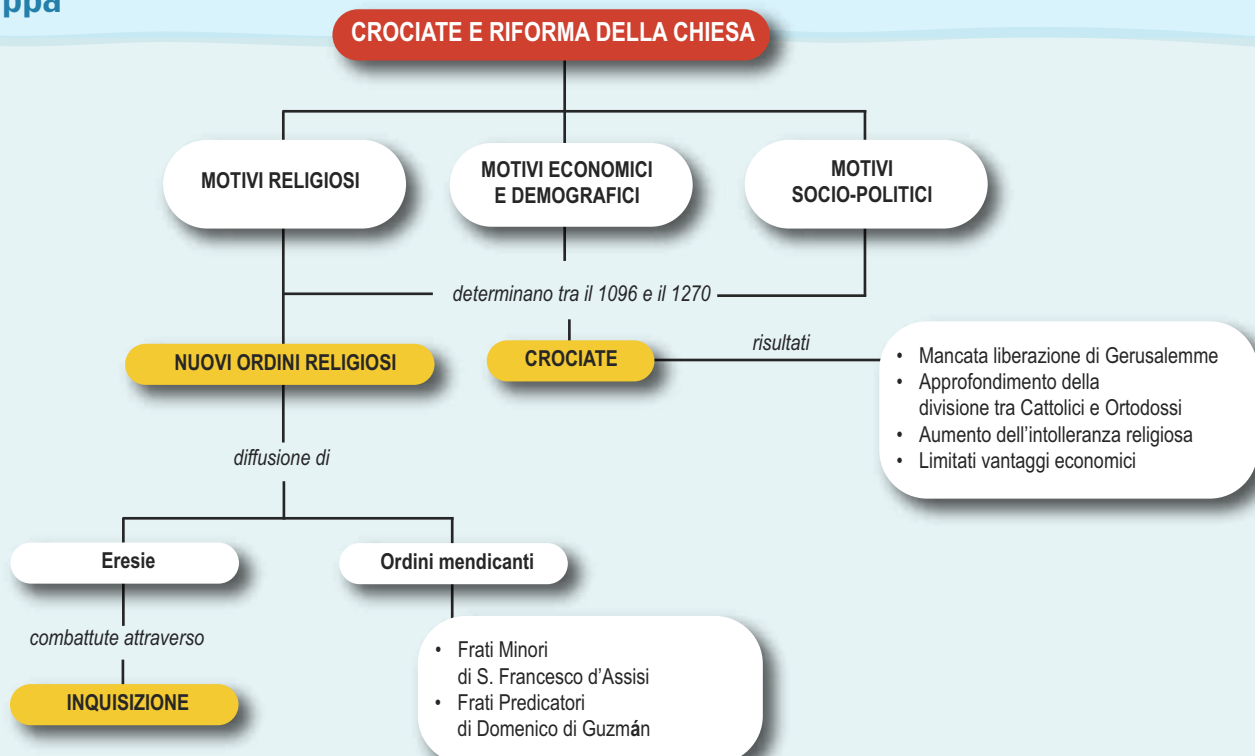 ppa
CROCIATE E RIFORMA DELLA CHIESA
MOTIVI RELIGIOSI
MOTIVI ECONOMICI
E DEMOGRAFICI
MOTIVI
SOCIO-POLITICI
determinano tra il 1096 e il 1270
NUOVI ORDINI RELIGIOSI
CROCIATE
risultati
• Mancata liberazione di Gerusalemme
• Approfondimento della
divisione tra Cattolici e Ortodossi
• Aumento dell’intolleranza religiosa
• Limitati vantaggi economici
diffusione di
Eresie
Ordini mendicanti
combattute attraverso
INQUISIZIONE
• Frati Minori
di S. Francesco d’Assisi
• Frati Predicatori
di Domenico di Guzmán